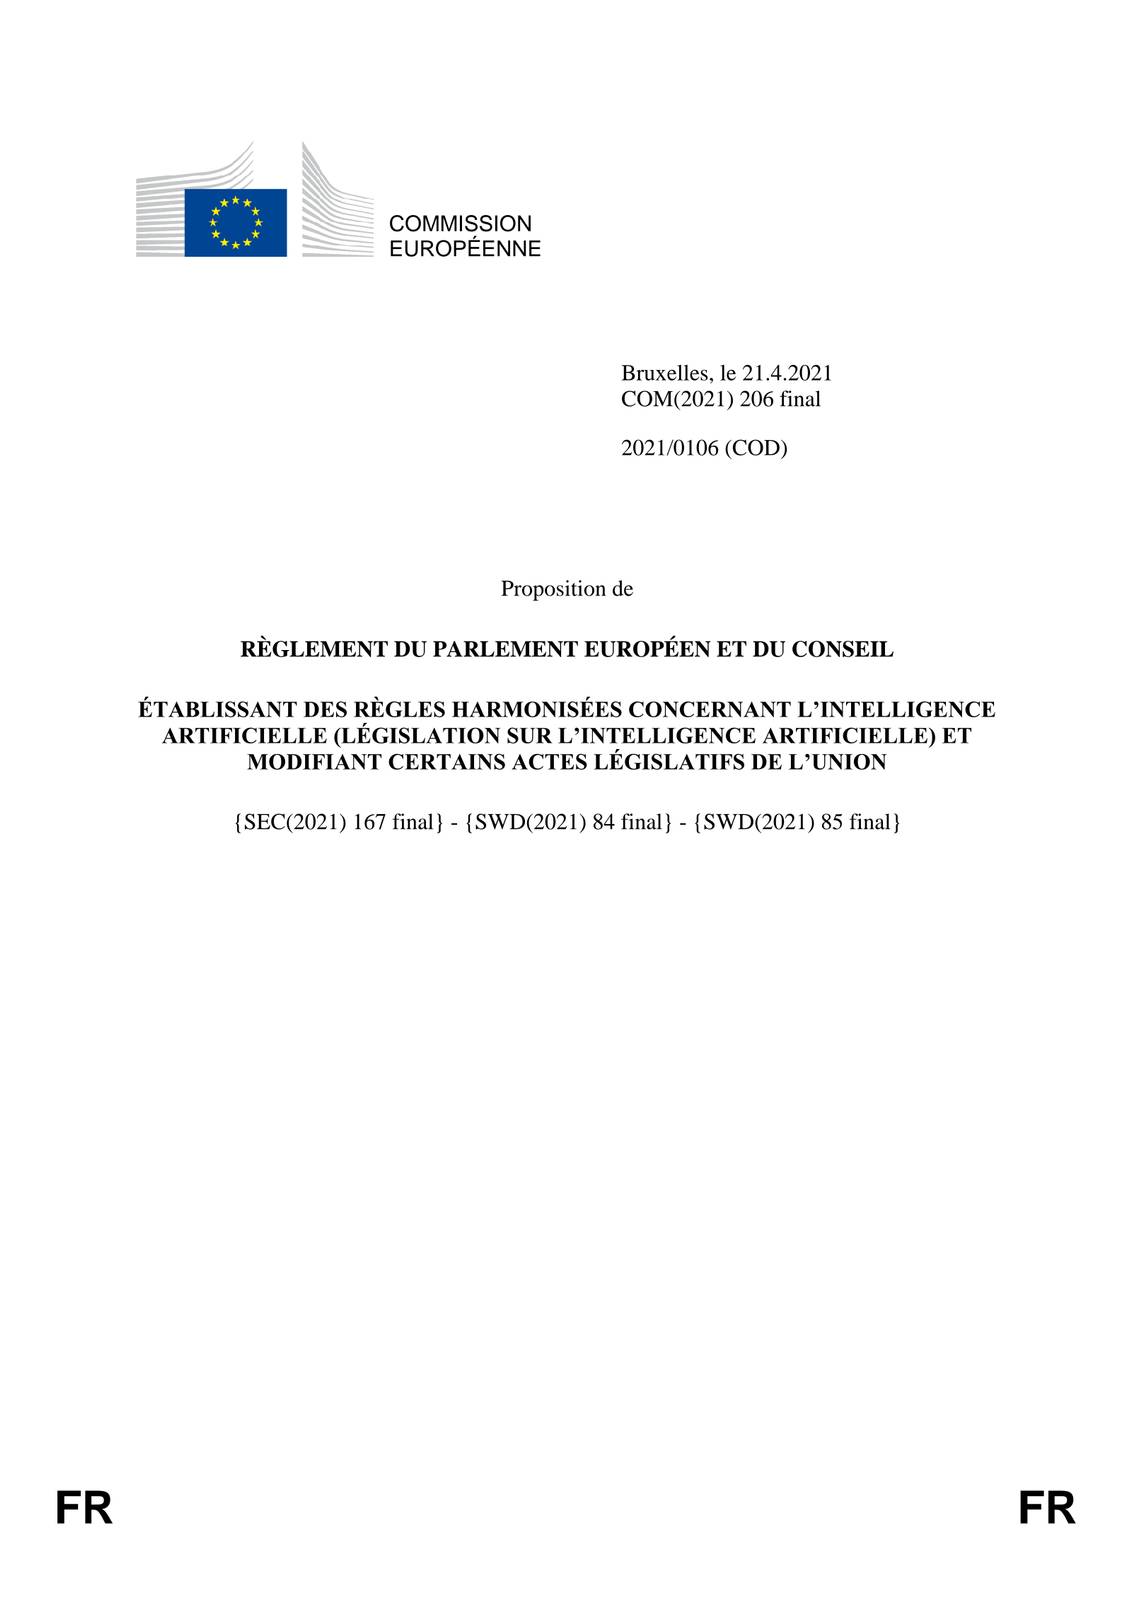 COMMISSION
EUROPÉENNE
Bruxelles, le 21.4.2021
COM(2021) 206 final
2021/0106 (COD)
Proposition de
RÈGLEMENT DU PARLEMENT EUROPÉEN ET DU CONSEIL
ÉTABLISSANT DES RÈGLES HARMONISÉES CONCERNANT L’INTELLIGENCE
ARTIFICIELLE (LÉGISLATION SUR L’INTELLIGENCE ARTIFICIELLE) ET
MODIFIANT CERTAINS ACTES LÉGISLATIFS DE L’UNION
{SEC(2021) 167 final} - {SWD(2021) 84 final} - {SWD(2021) 85 final}
FR FR